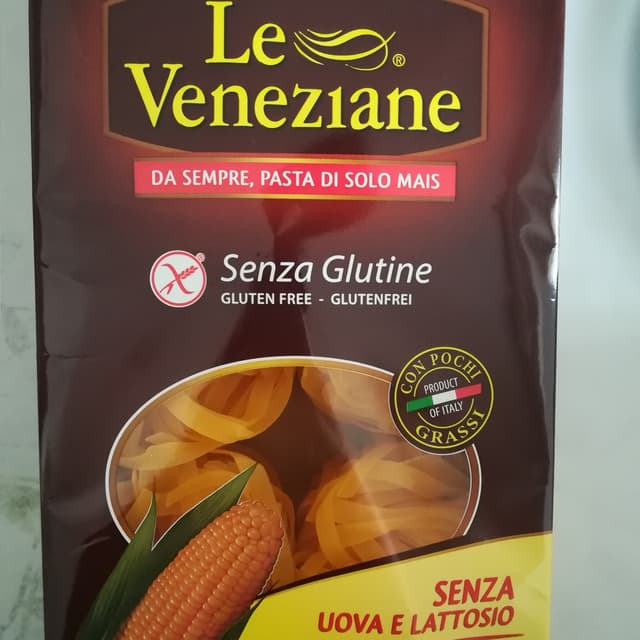 Le ®
Veneziane
DA SEMPRE, PASTA DI SOLO MAIS
Senza Glutine
GLUTEN FREE - GLUTENFREI
CON POCHI
PRODUCT
OF ITALY
GRASSI
SENZA
UOVA E LATTOSIO